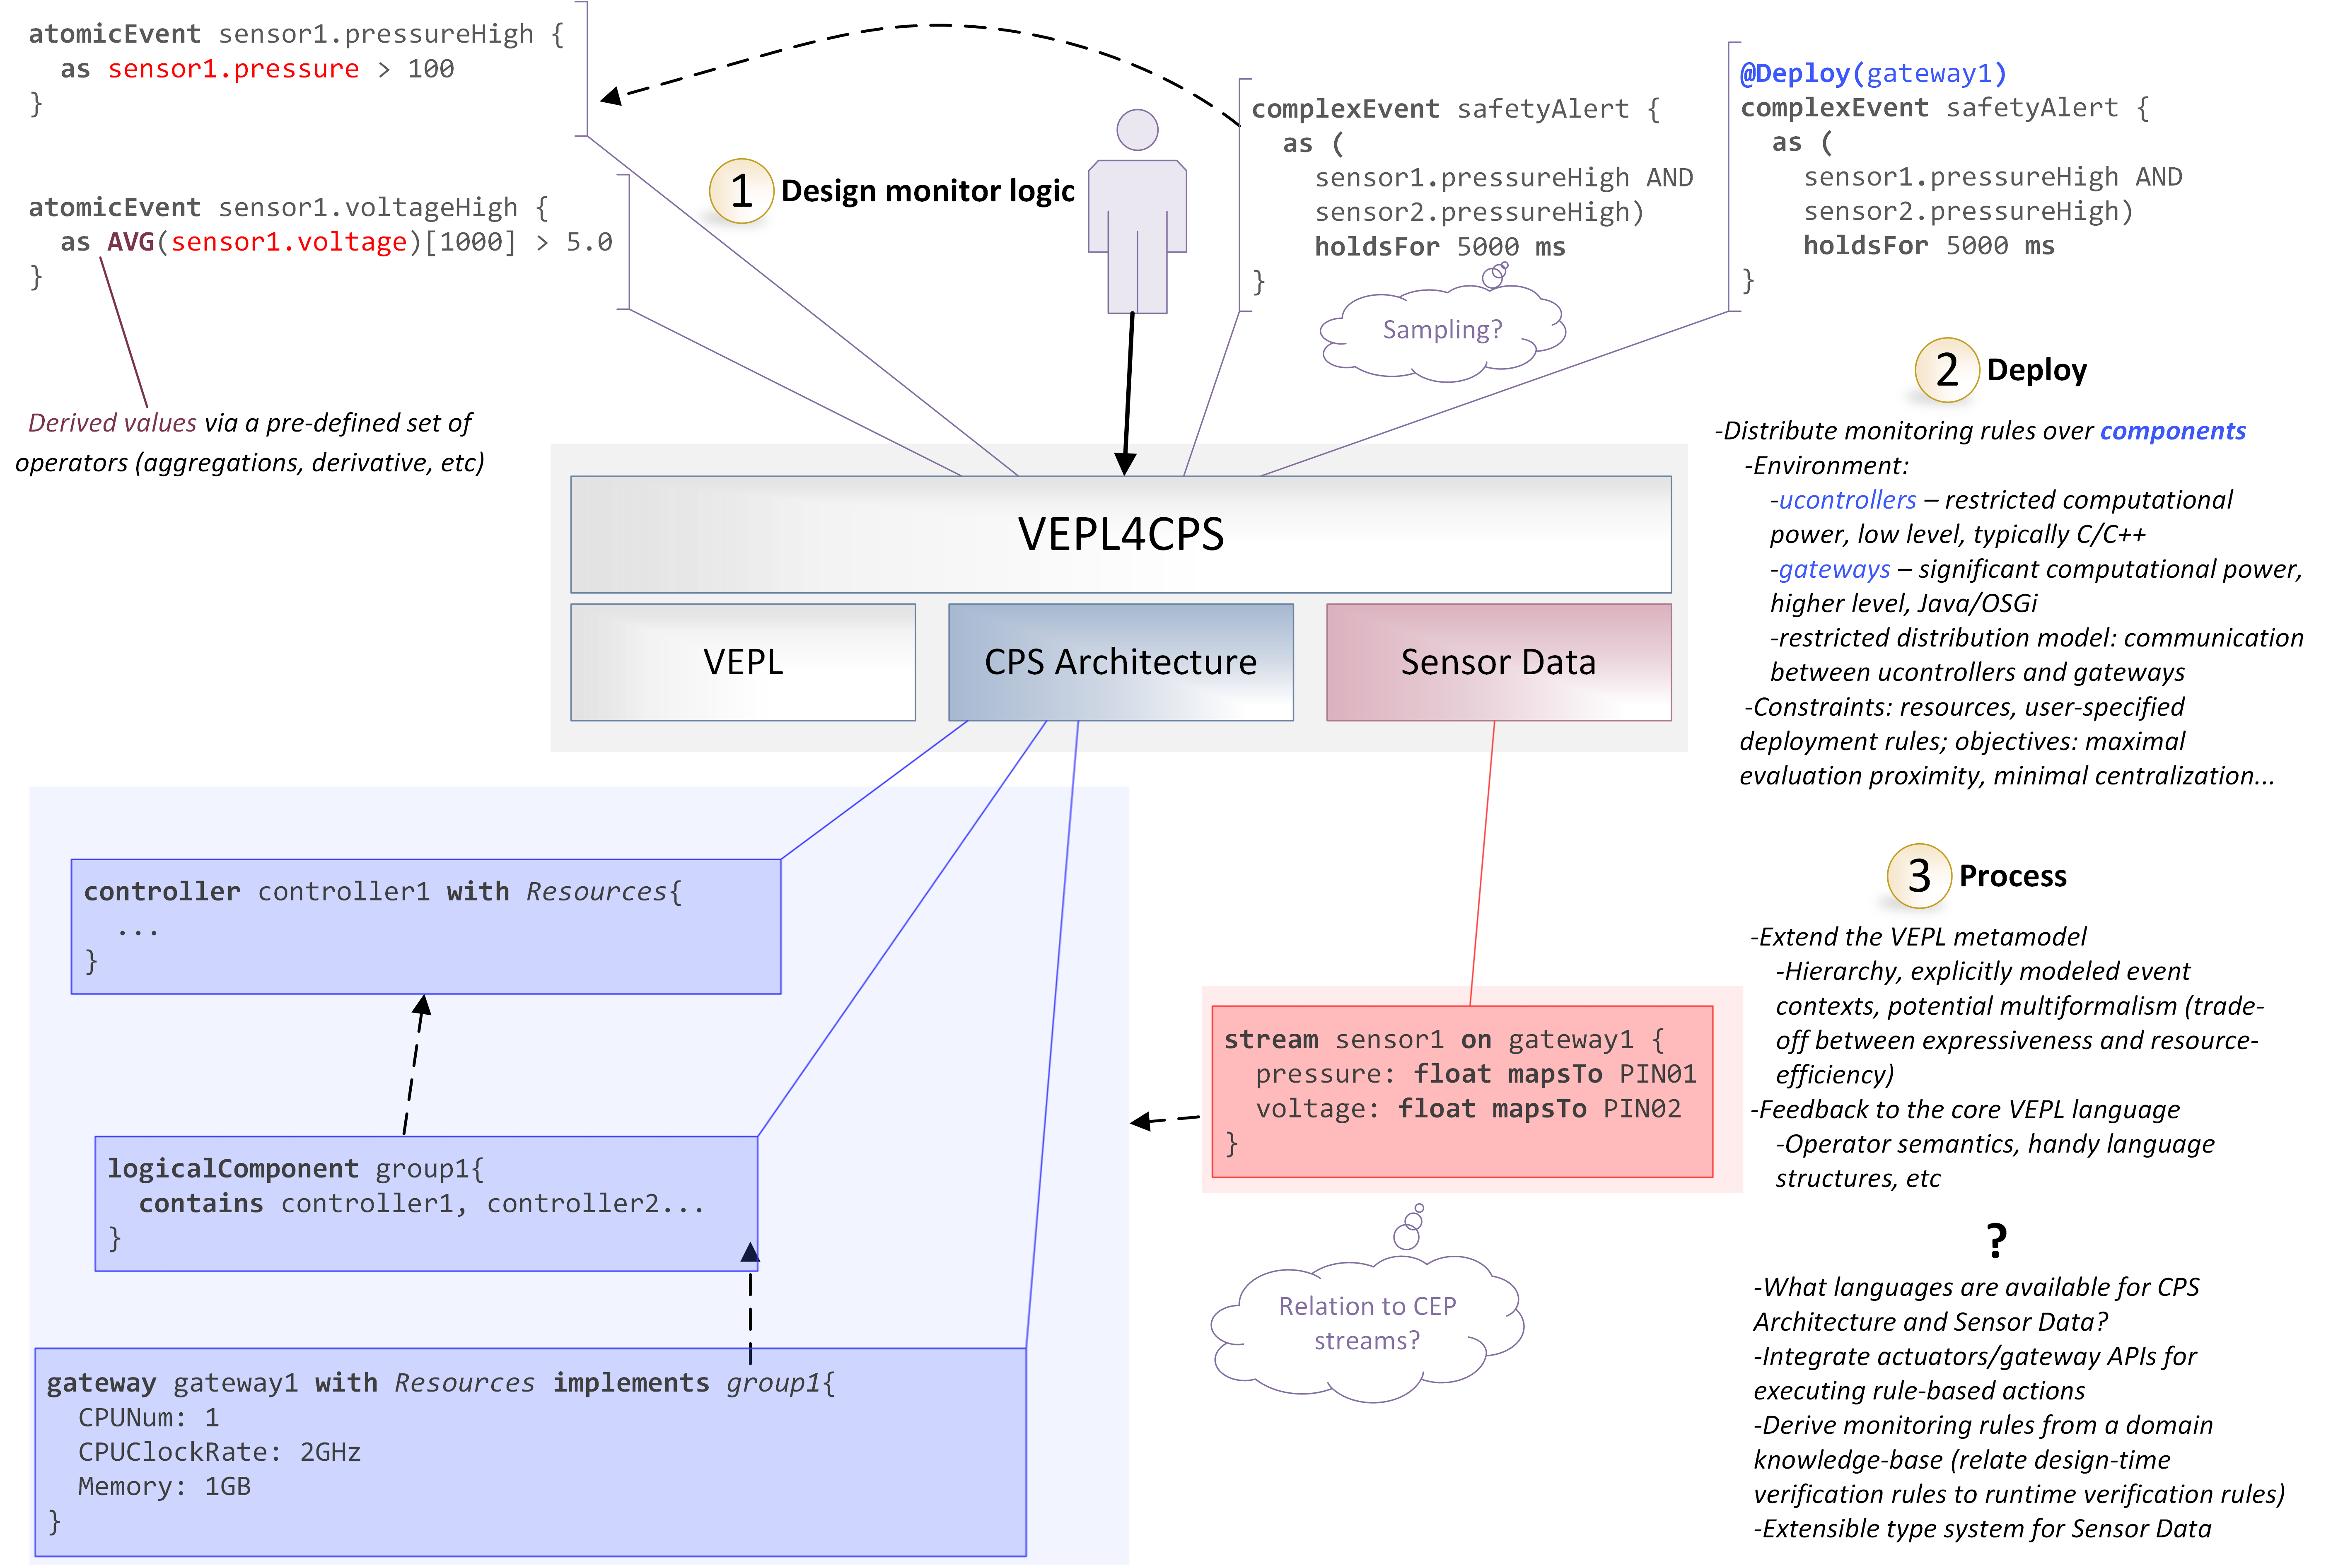 atomicEvent sensor1.pressureHigh {
as sensor1.pressure > 100
}
atomicEvent sensor1.voltageHigh {
as AVG(sensor1.voltage)[1000] > 5.0
}
Derived values via a pre-defined set of
operators (aggregations, derivative, etc)
1 Design monitor logic
complexEvent safetyAlert {
as (
sensor1.pressureHigh AND
sensor2.pressureHigh)
holdsFor 5000 ms
}
Sampling?
@Deploy(gateway1)
complexEvent safetyAlert {
as (
sensor1.pressureHigh AND
sensor2.pressureHigh)
holdsFor 5000 ms
}
VEPL4CPS
VEPL
CPS Architecture
Sensor Data
2 Deploy
-Distribute monitoring rules over components
-Environment:
-ucontrollers – restricted computational
power, low level, typically C/C++
-gateways – significant computational power,
higher level, Java/OSGi
-restricted distribution model: communication
between ucontrollers and gateways
-Constraints: resources, user-specified
deployment rules; objectives: maximal
evaluation proximity, minimal centralization...
controller controller1 with Resources{
...
}
logicalComponent group1{
contains controller1, controller2...
}
gateway gateway1 with Resources implements group1{
CPUNum: 1
CPUClockRate: 2GHz
Memory: 1GB
}
stream sensor1 on gateway1 {
pressure: float mapsTo PIN01
voltage: float mapsTo PIN02
}
Relation to CEP
streams?
3 Process
-Extend the VEPL metamodel
-Hierarchy, explicitly modeled event
contexts, potential multiformalism (trade-
off between expressiveness and resource-
efficiency)
-Feedback to the core VEPL language
-Operator semantics, handy language
structures, etc
?
-What languages are available for CPS
Architecture and Sensor Data?
-Integrate actuators/gateway APIs for
executing rule-based actions
-Derive monitoring rules from a domain
knowledge-base (relate design-time
verification rules to runtime verification rules)
-Extensible type system for Sensor Data